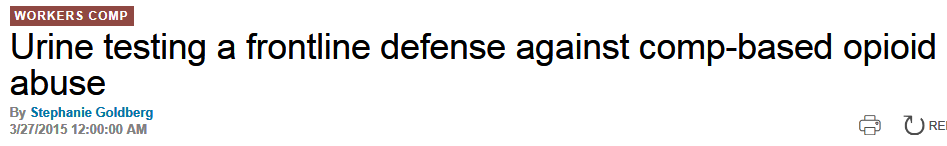 WORKERS COMP
Urine testing a frontline defense against comp-based opioid
abuse
By Stephanie Goldberg
3/27/2015 12:00:00 AM
RE